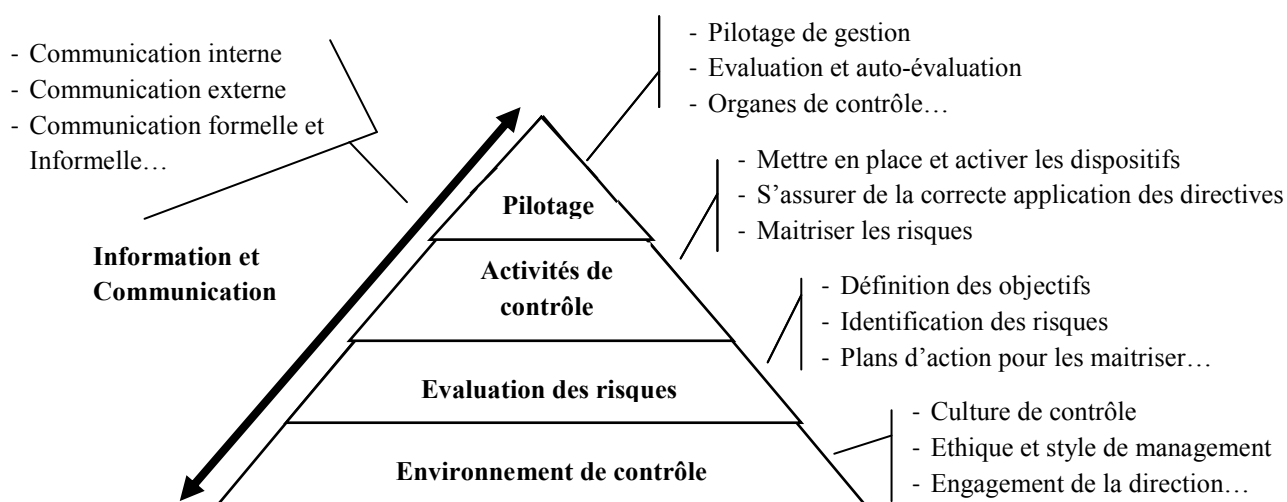 - Communication interne
- Communication externe
- Communication formelle et
Informelle…
Information et
Communication
- Pilotage de gestion
- Evaluation et auto-évaluation
- Organes de contrôle…
Pilotage
- Mettre en place et activer les dispositifs
- S’assurer de la correcte application des directives
- Maitriser les risques
Activités de
contrôle
- Définition des objectifs
- Identification des risques
- Plans d’action pour les maitriser…
Evaluation des risques
- Culture de contrôle
- Ethique et style de management
- Engagement de la direction…
Environnement de contrôle